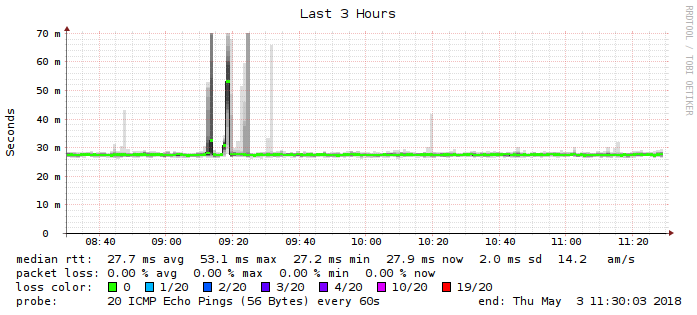 Last 3 Hours
RRDTOOL / TOBI OETIKER
Seconds
70 m
60 m
50 m
40 m
30 m
20 m
10 m
0
08:40 09:00 09:20 09:40 10:00 10:20 10:40 11:00 11:20
median rtt: 27.7 ms avg 53.1 ms max 27.2 ms min 27.9 ms now 2.0 ms sd 14.2 am/s
packet loss: 0.00 % avg 0.00 % max 0.00 % min 0.00 % now
loss color: 0 1/20 2/20 3/20 4/20 10/20 19/20
probe: 20 ICMP Echo Pings (56 Bytes) every 60s end: Thu May 3 11:30:03 2018